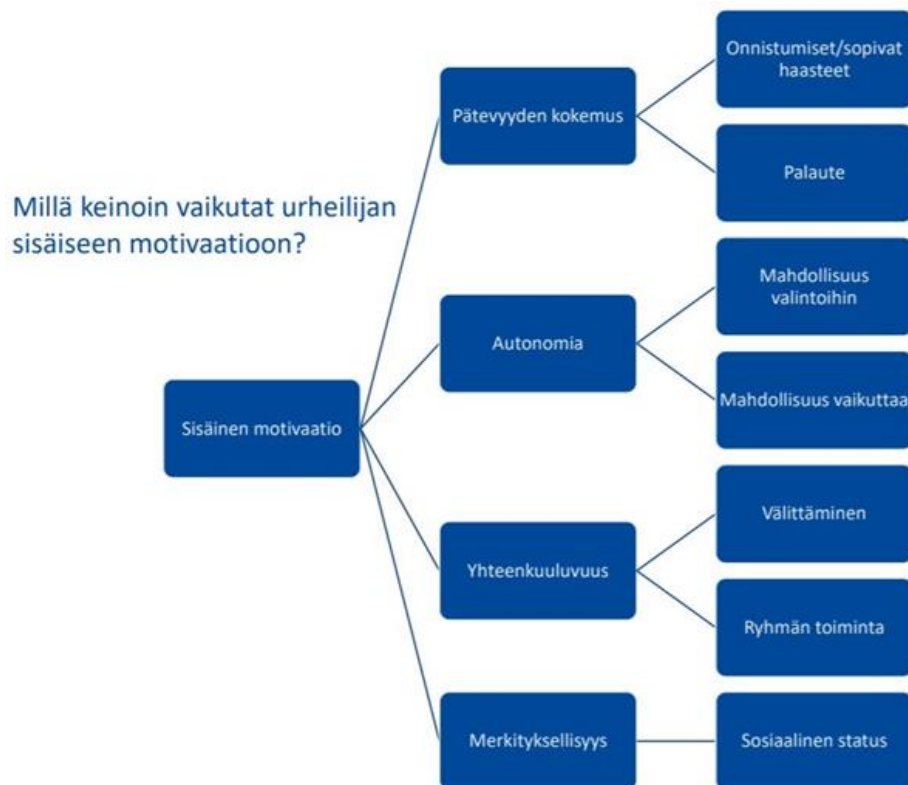 Millä keinoin vaikutat urheilijan
sisäiseen motivaatioon?
Sisäinen motivaatio
Pätevyyden kokemus
Onnistumiset/sopivat
haasteet
Palaute
Autonomia
Mahdollisuus
valintoihin
Mahdollisuus vaikuttaa
Yhteenkuuluvuus
Välittäminen
Ryhmän toiminta
Merkityksellisyys
Sosiaalinen status